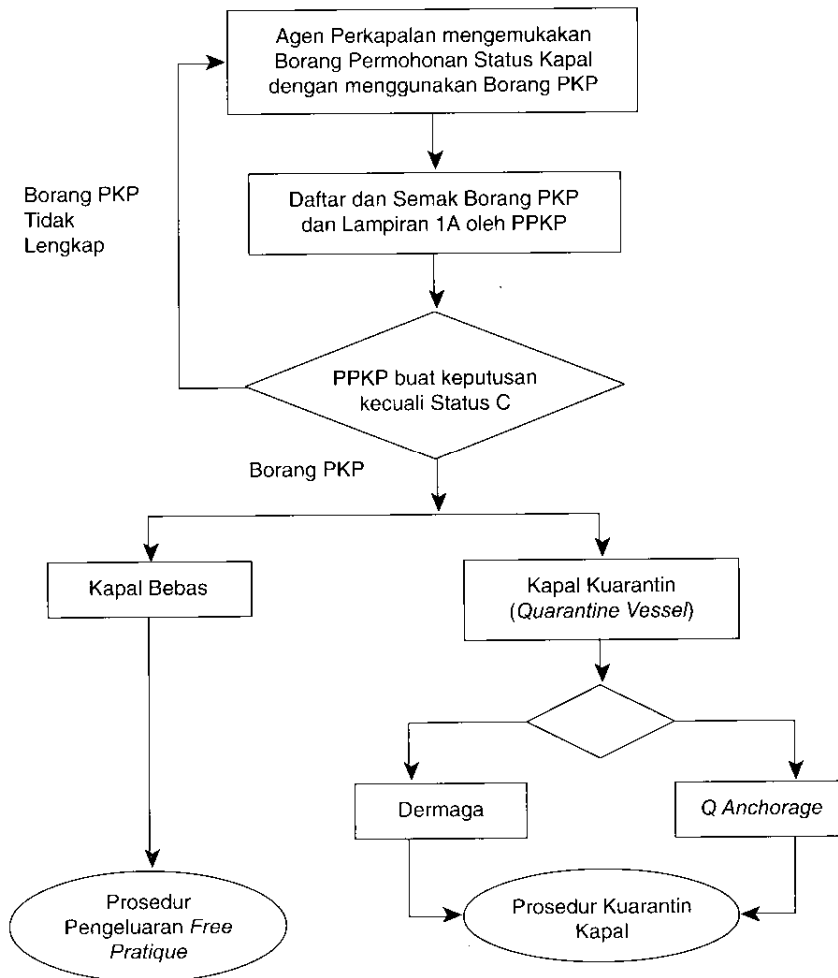 Agen Perkapalan mengemukakan
Borang Permohonan Status Kapal
dengan menggunakan Borang PKP
Borang PKP
Tidak
Lengkap
Daftar dan Semak Borang PKP
dan Lampiran 1A oleh PPKP
PPKP buat keputusan
kecuali Status C
Borang PKP
Kapal Bebas
Kapal Kuarantin
(Quarantine Vessel)
Dermaga
Q Anchorage
Prosedur
Pengeluaran Free
Pratique
Prosedur Kuarantin
Kapal